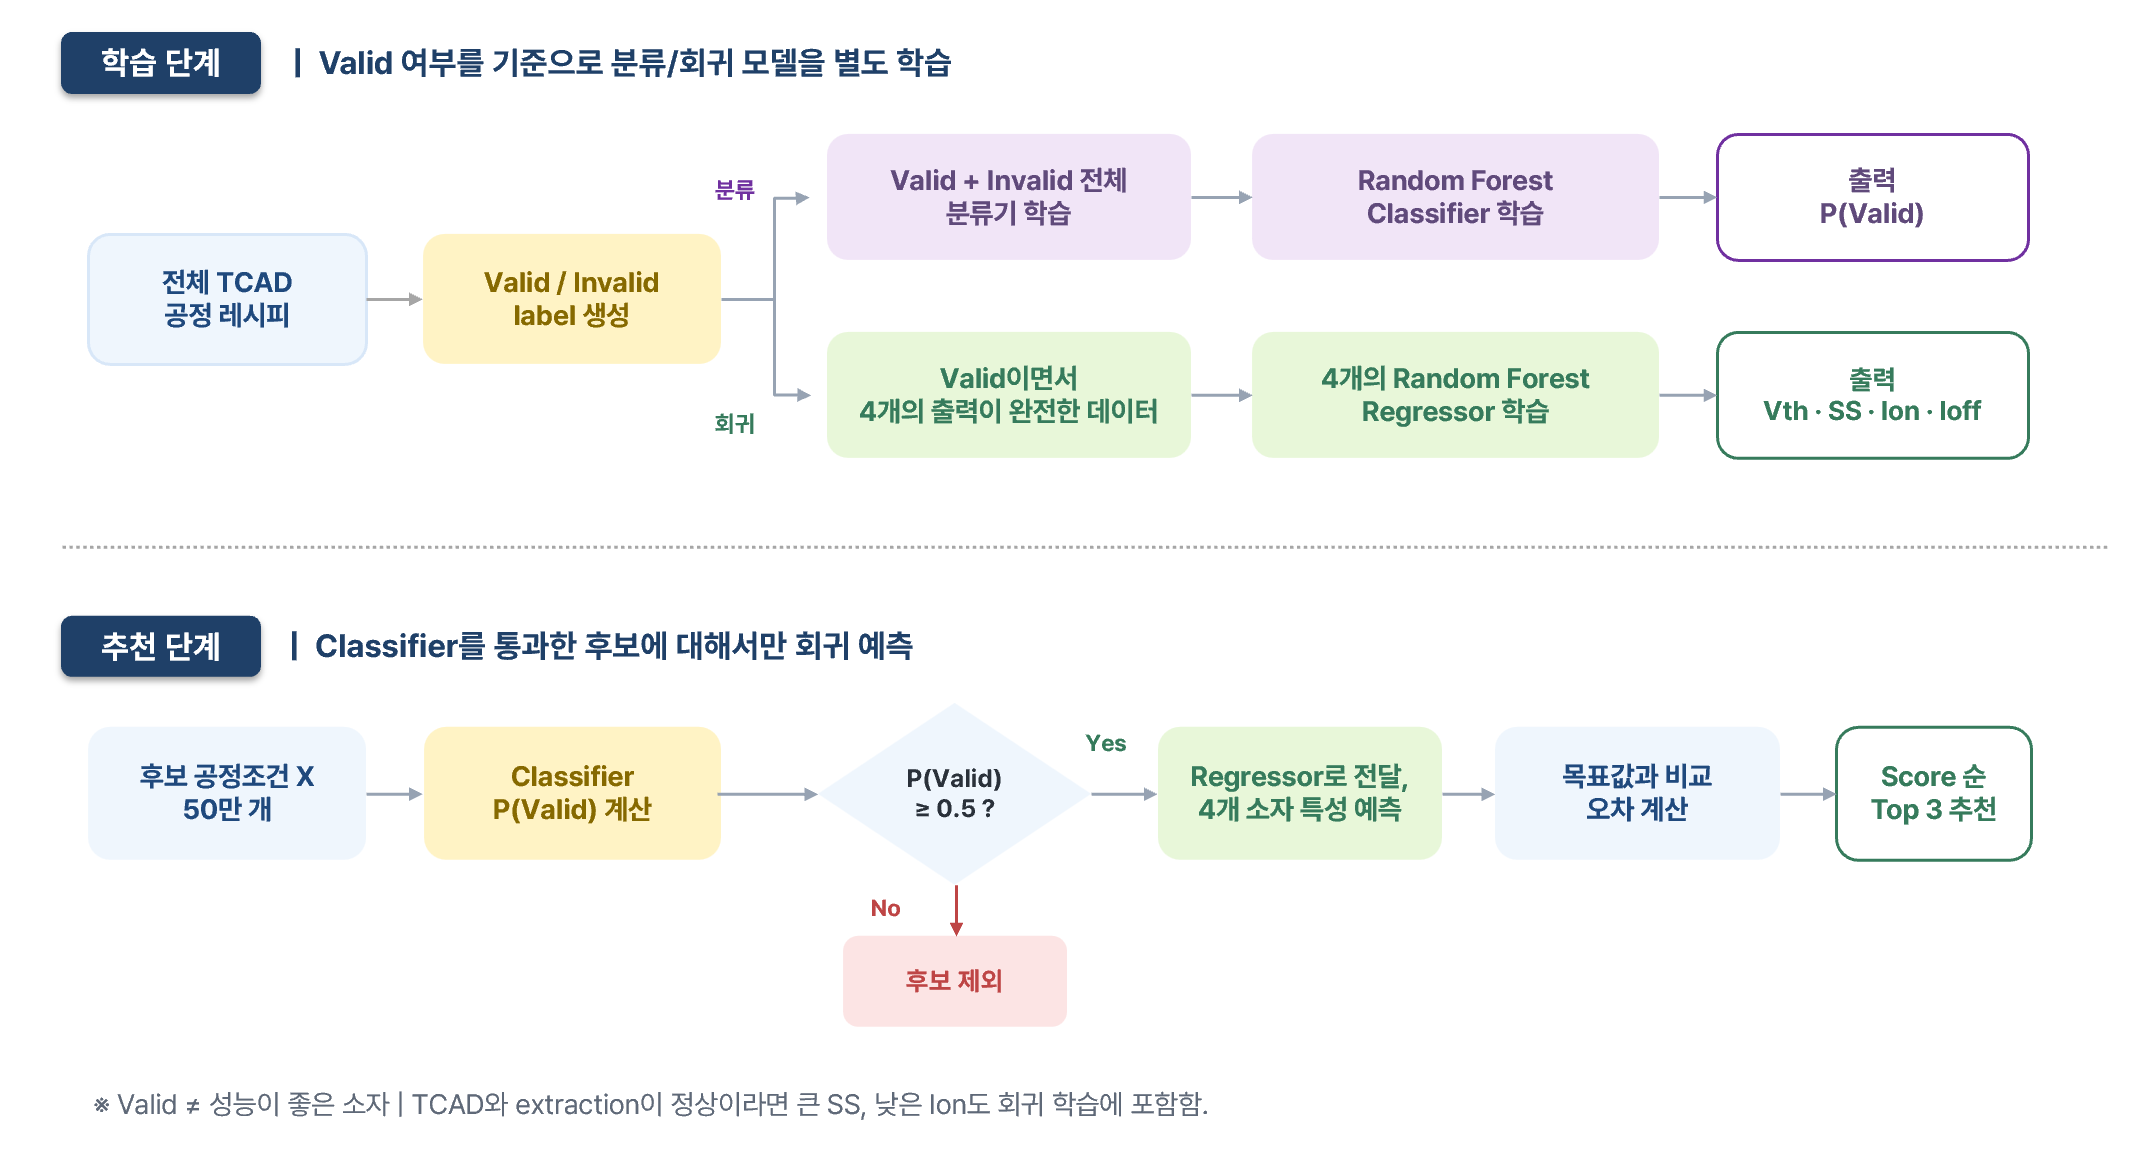 학습 단계
| Valid 여부를 기준으로 분류/회귀 모델을 별도 학습
전체 TCAD
공정 레시피
Valid / Invalid
label 생성
분류
Valid + Invalid 전체
분류기 학습
Random Forest
Classifier 학습
출력
P(Valid)
회귀
Valid이면서
4개의 출력이 완전한 데이터
4개의 Random Forest
Regressor 학습
출력
Vth · SS · Ion · Ioff
추천 단계
| Classifier를 통과한 후보에 대해서만 회귀 예측
후보 공정조건 X
50만 개
Classifier
P(Valid) 계산
P(Valid)
≥ 0.5 ?
Yes
Regressor로 전달,
4개 소자 특성 예측
목표값과 비교
오차 계산
Score 순
Top 3 추천
No
후보 제외
※ Valid ≠ 성능이 좋은 소자 | TCAD와 extraction이 정상이라면 큰 SS, 낮은 Ion도 회귀 학습에 포함함.